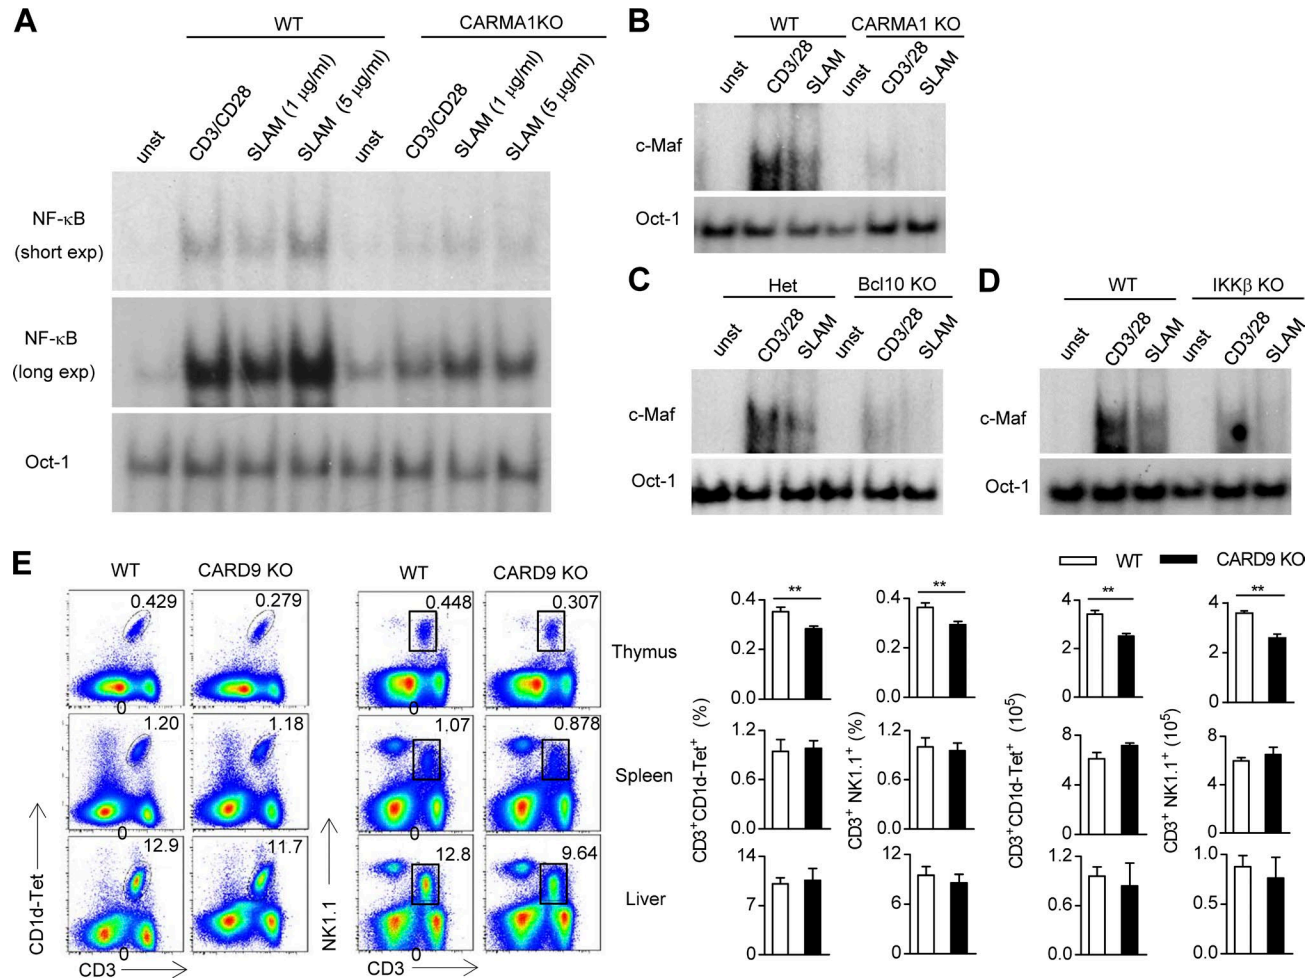 A
WT
CARMA1KO
unst
CD3/CD28
SLAM (1 µg/ml)
SLAM (5 µg/ml)
unst
CD3/CD28
SLAM (1 µg/ml)
SLAM (5 µg/ml)
NF-κB
(short exp)
NF-κB
(long exp)
Oct-1
B
WT
CARMA1 KO
unst
CD3/28
SLAM
unst
CD3/28
SLAM
c-Maf
Oct-1
C
Het
Bcl10 KO
unst
CD3/28
SLAM
unst
CD3/28
SLAM
c-Maf
Oct-1
D
WT
IKKβ KO
unst
CD3/28
SLAM
unst
CD3/28
SLAM
c-Maf
Oct-1
E
WT
CARD9 KO
WT
CARD9 KO
0.429
0.279
0.448
0.307
Thymus
0
0
1.20
1.18
1.07
0.878
Spleen
0
0
12.9
11.7
12.8
9.64
Liver
0
0
CD1d-Tet
CD3
NK1.1
CD3
WT
CARD9 KO
CD3+CD1d-Tet+ (%)
**
0.4
0.2
0.0
1.2
0.6
0.0
14
7
0
CD3+ NK1.1+ (%)
**
0.4
0.2
0.0
1.2
0.6
0.0
12
6
0
CD3+CD1d-Tet+ (10⁵)
**
4
2
0
8
4
0
1.2
0.6
0.0
CD3+ NK1.1+ (10⁵)
**
4
2
0
8
4
0
1.0
0.5
0.0